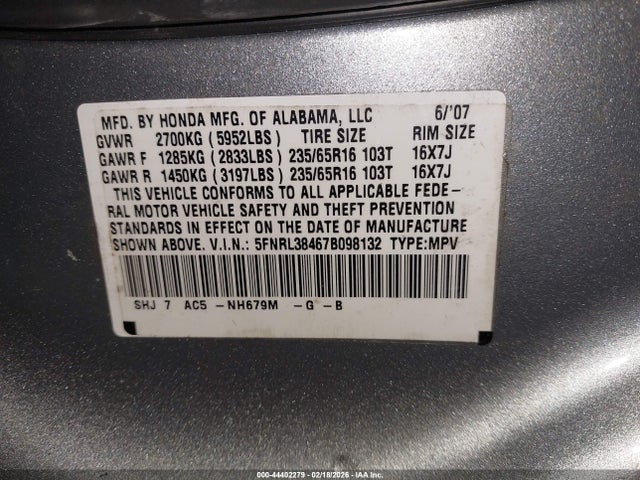 MFD. BY HONDA MFG. OF ALABAMA, LLC 6/'07
GVWR 2700KG (5952LBS) TIRE SIZE RIM SIZE
GAWR F 1285KG (2833LBS) 235/65R16 103T 16X7J
GAWR R 1450KG (3197LBS) 235/65R16 103T 16X7J
THIS VEHICLE CONFORMS TO ALL APPLICABLE FEDE-
RAL MOTOR VEHICLE SAFETY AND THEFT PREVENTION
STANDARDS IN EFFECT ON THE DATE OF MANUFACTURE
SHOWN ABOVE. V.I.N.: 5FNRL38467B098132 TYPE:MPV
SHJ 7 AC5 -NH679M -G -B
000-44402279 - 02/18/2026 - IAA Inc.